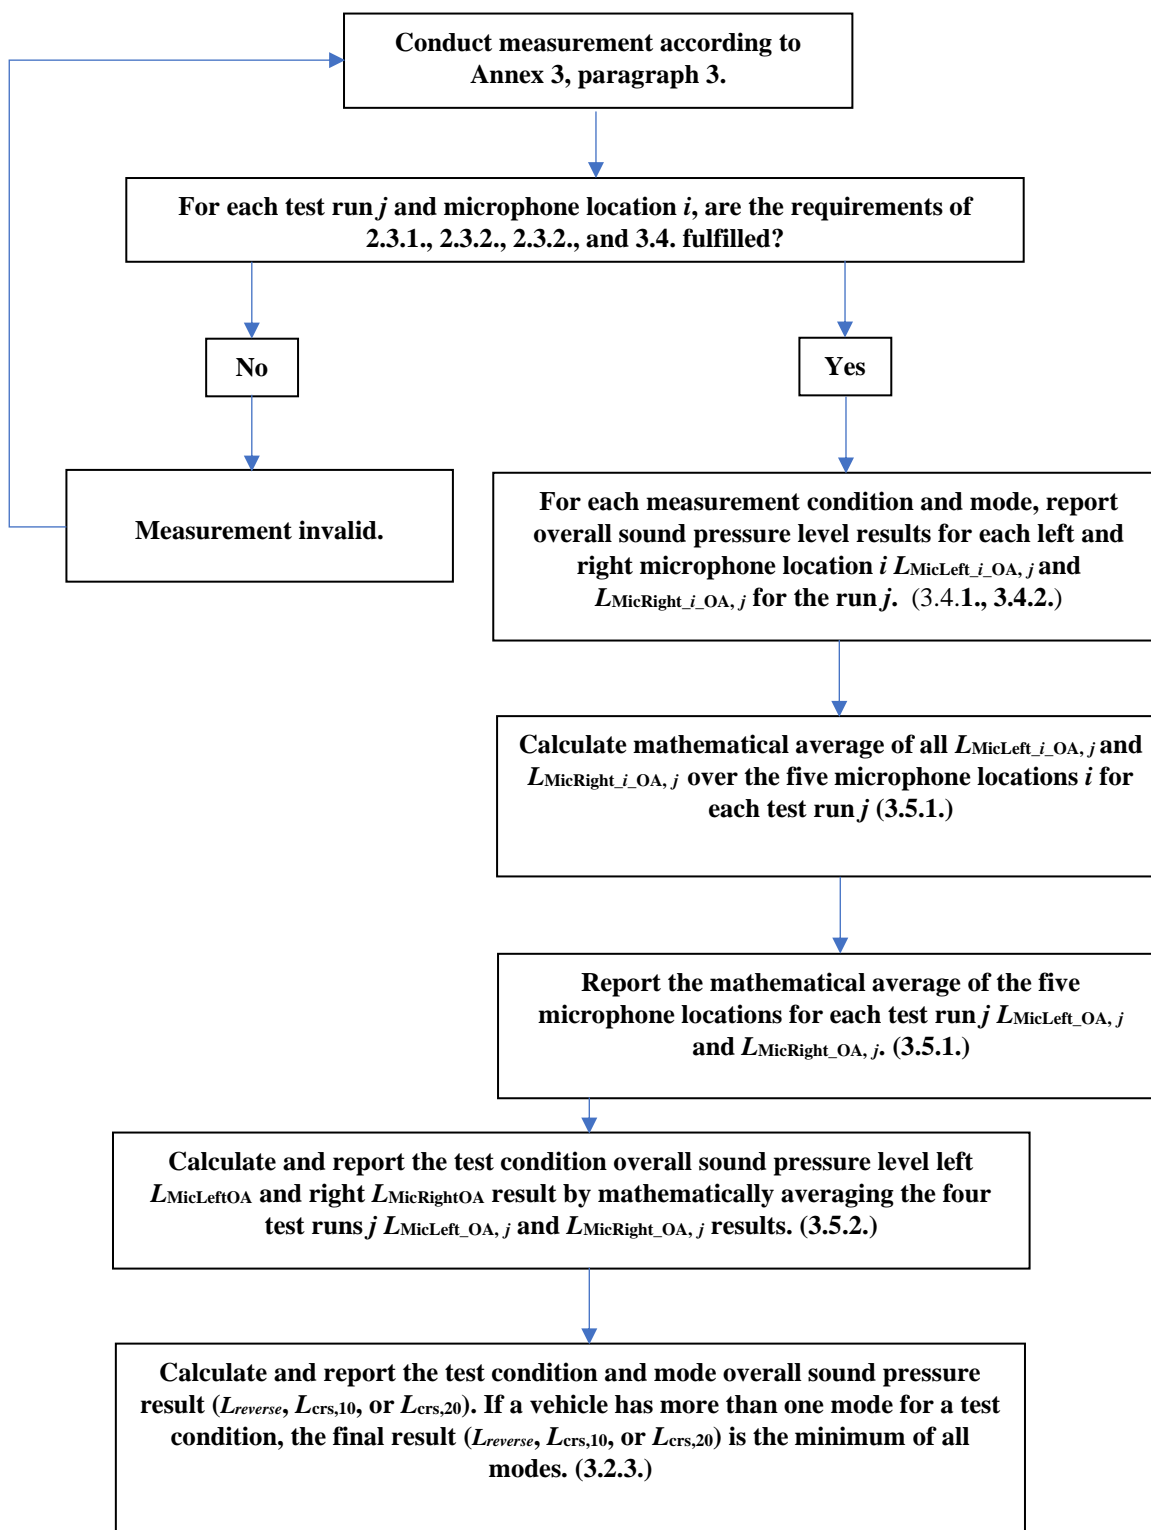 Conduct measurement according to
Annex 3, paragraph 3.
For each test run j and microphone location i, are the requirements of
2.3.1., 2.3.2., 2.3.2., and 3.4. fulfilled?
No
Yes
Measurement invalid.
For each measurement condition and mode, report
overall sound pressure level results for each left and
right microphone location i LMicLeft_i_OA, j and
LMicRight_i_OA, j for the run j. (3.4.1., 3.4.2.)
Calculate mathematical average of all LMicLeft_i_OA, j and
LMicRight_i_OA, j over the five microphone locations i for
each test run j (3.5.1.)
Report the mathematical average of the five
microphone locations for each test run j LMicLeft_OA, j
and LMicRight_OA, j. (3.5.1.)
Calculate and report the test condition overall sound pressure level left
LMicLeftOA and right LMicRightOA result by mathematically averaging the four
test runs j LMicLeft_OA, j and LMicRight_OA, j results. (3.5.2.)
Calculate and report the test condition and mode overall sound pressure
result (Lreverse, Lcrs,10, or Lcrs,20). If a vehicle has more than one mode for a test
condition, the final result (Lreverse, Lcrs,10, or Lcrs,20) is the minimum of all
modes. (3.2.3.)